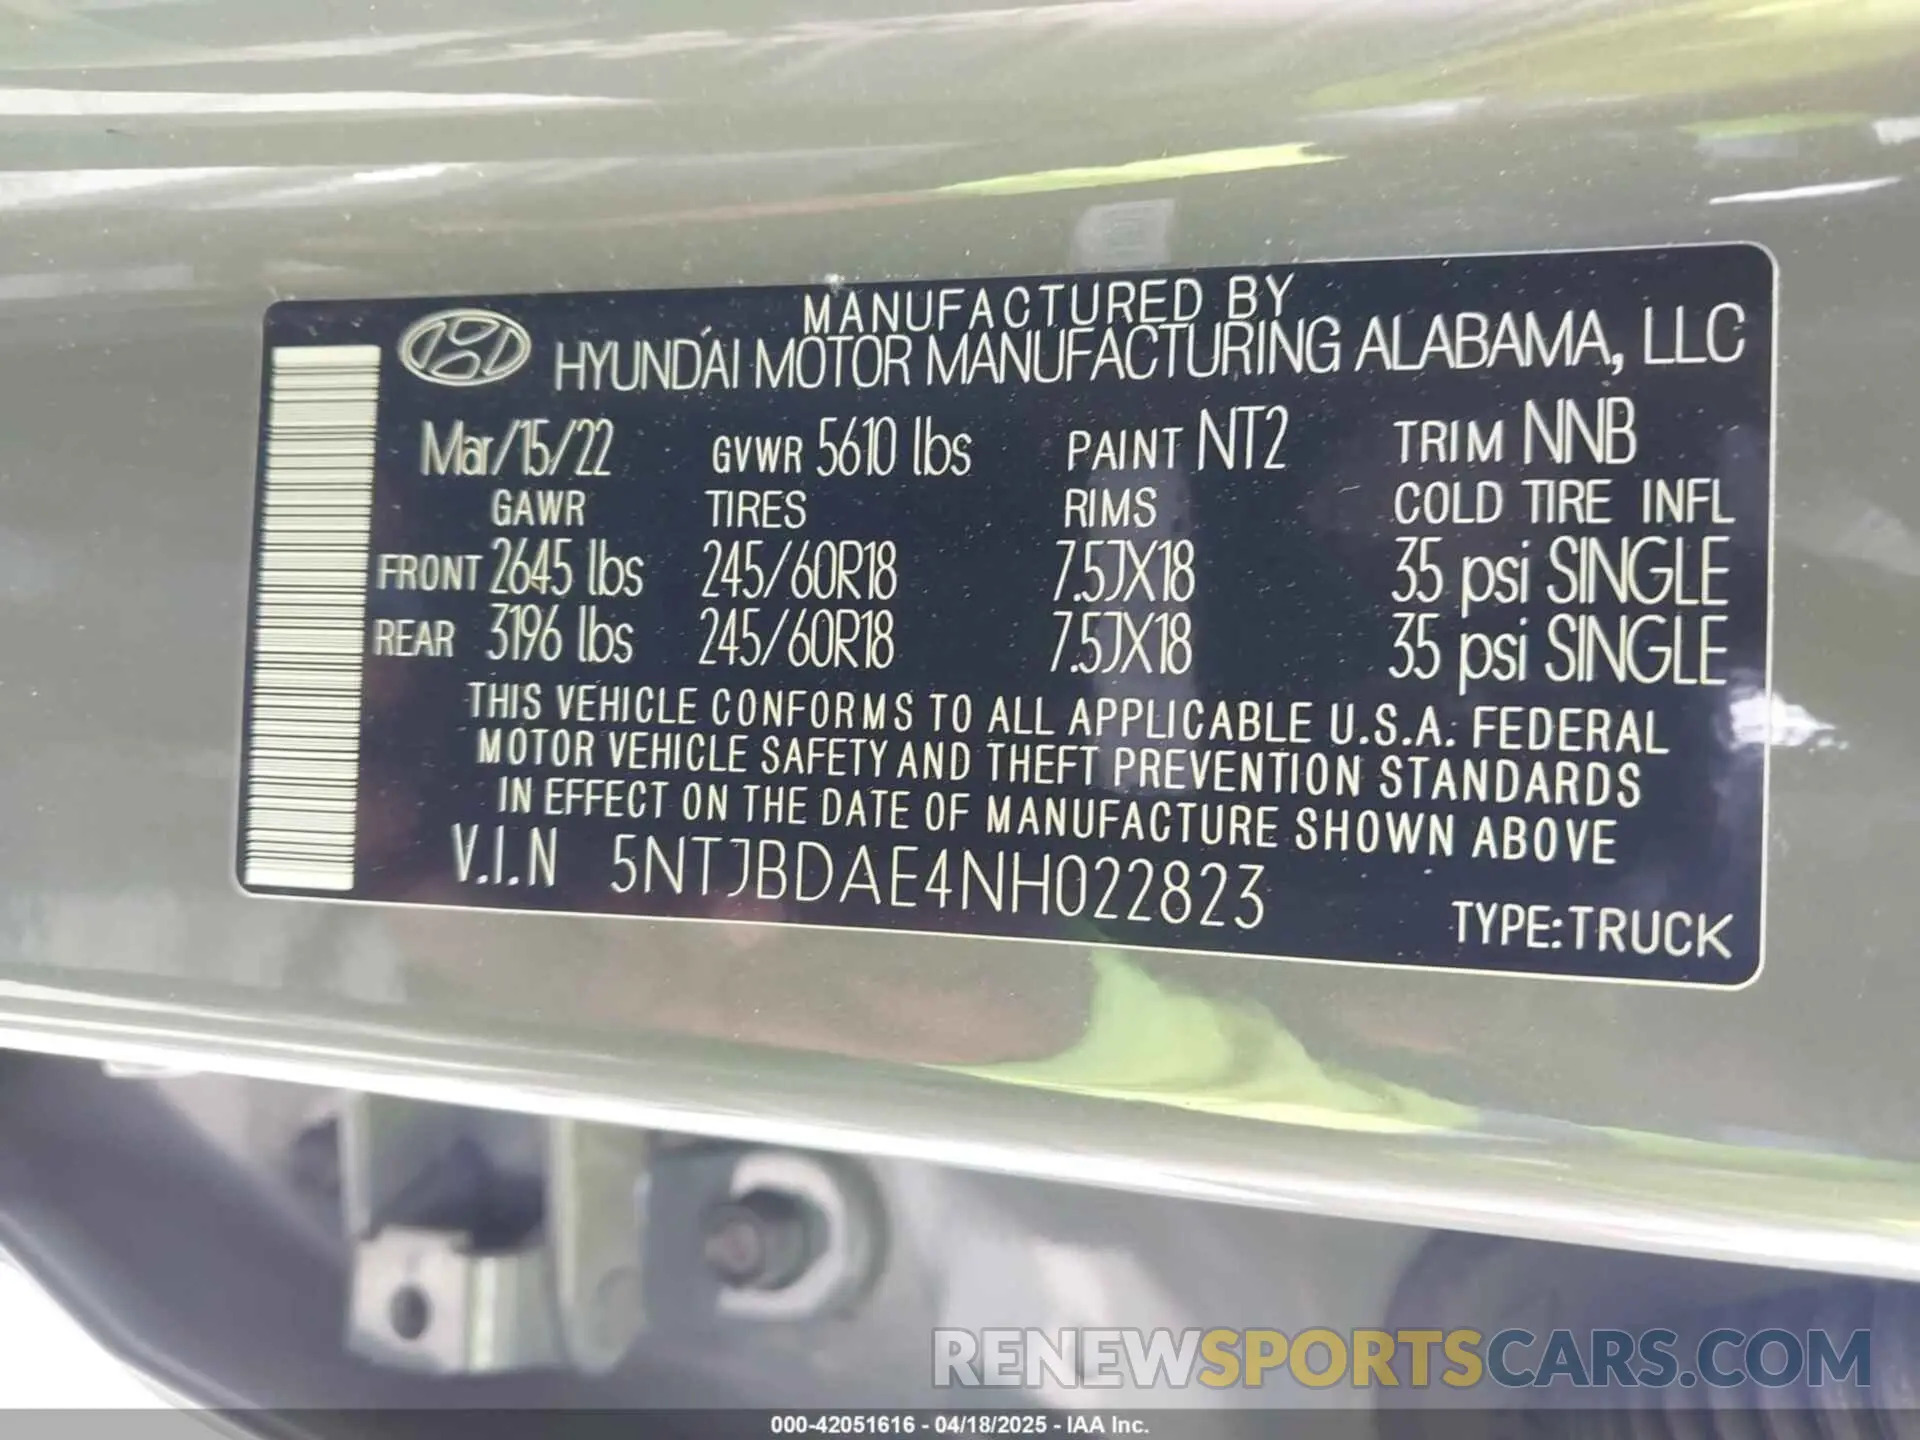 MANUFACTURED BY
HYUNDAI MOTOR MANUFACTURING ALABAMA, LLC
Mar/15/22 GVWR 5610 lbs PAINT NT2 TRIM NNB
GAWR TIRES RIMS COLD TIRE INFL
FRONT 2645 lbs 245/60R18 7.5JX18 35 psi SINGLE
REAR 3196 lbs 245/60R18 7.5JX18 35 psi SINGLE
THIS VEHICLE CONFORMS TO ALL APPLICABLE U.S.A. FEDERAL
MOTOR VEHICLE SAFETY AND THEFT PREVENTION STANDARDS
IN EFFECT ON THE DATE OF MANUFACTURE SHOWN ABOVE
V.I.N 5NTJBDAE4NH022823
TYPE:TRUCK
RENEWSPORTSCARS.COM
000-42051616 - 04/18/2025 - IAA Inc.